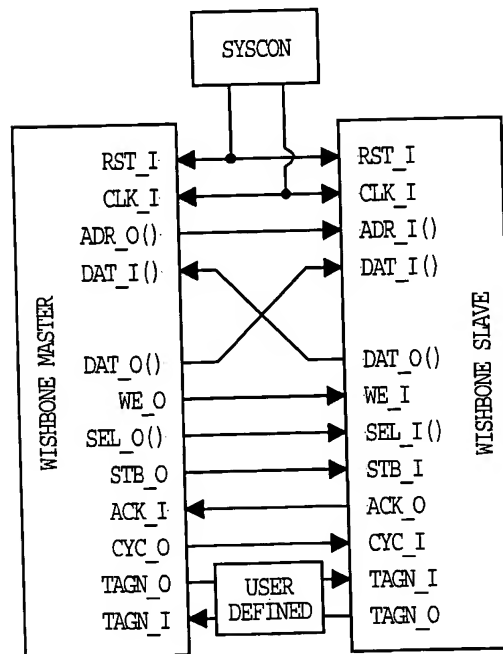 SYSCON
WISHBONE MASTER
RST_I
CLK_I
ADR_O()
DAT_I()
DAT_O()
WE_O
SEL_O()
STB_O
ACK_I
CYC_O
TAGN_O
TAGN_I
USER
DEFINED
RST_I
CLK_I
ADR_I()
DAT_I()
DAT_O()
WE_I
SEL_I()
STB_I
ACK_O
CYC_I
TAGN_I
TAGN_O
WISHBONE SLAVE